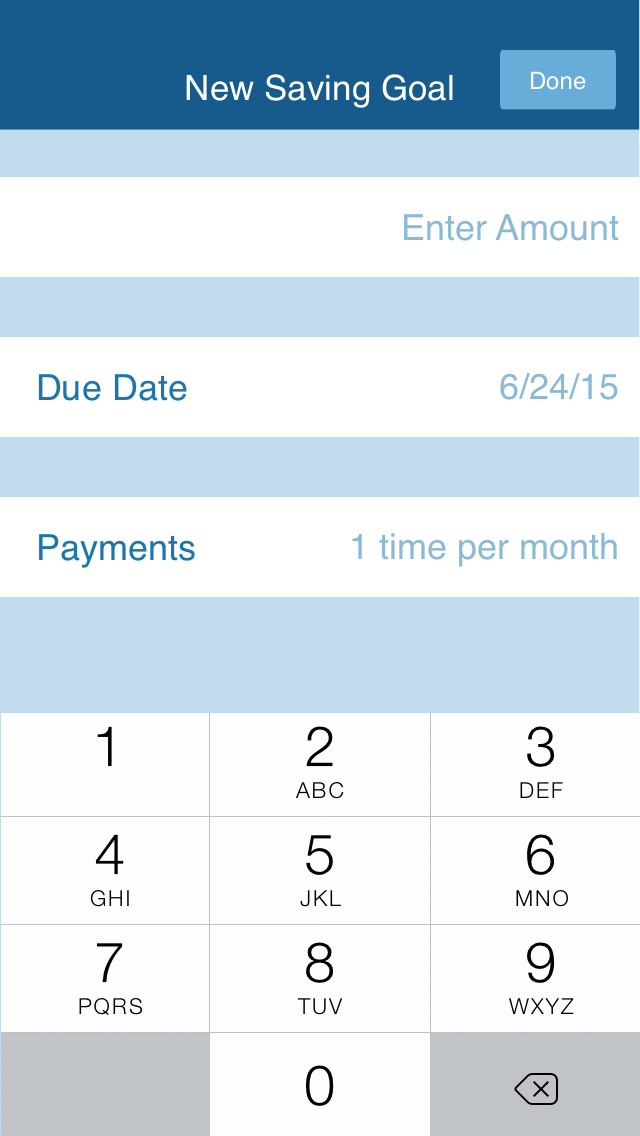 New Saving Goal
Done
Enter Amount
Due Date 6/24/15
Payments 1 time per month
1 2 3
ABC DEF
4 5 6
GHI JKL MNO
7 8 9
PQRS TUV WXYZ
0